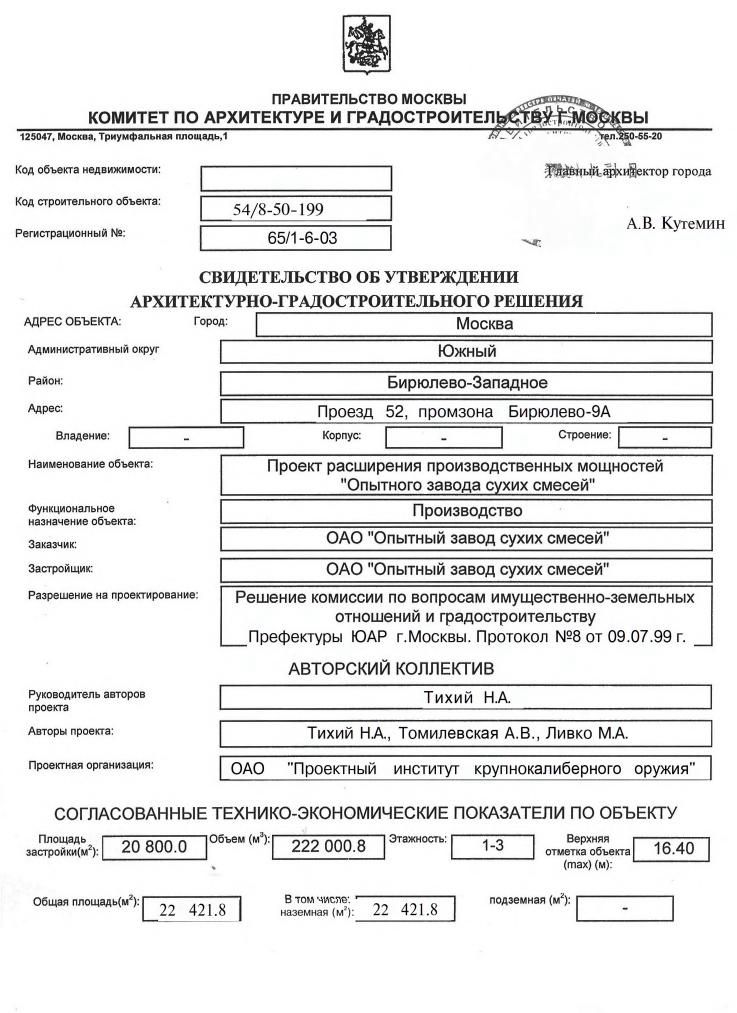 ПРАВИТЕЛЬСТВО МОСКВЫ
КОМИТЕТ ПО АРХИТЕКТУРЕ И ГРАДОСТРОИТЕЛЬСТВУ Г.МОСКВЫ
125047, Москва, Триумфальная площадь,1 тел.250-55-20
Код объекта недвижимости:
Главный архитектор города
Код строительного объекта: 54/8-50-199
А.В. Кутемин
Регистрационный №: 65/1-6-03
СВИДЕТЕЛЬСТВО ОБ УТВЕРЖДЕНИИ
АРХИТЕКТУРНО-ГРАДОСТРОИТЕЛЬНОГО РЕШЕНИЯ
АДРЕС ОБЪЕКТА: Город: Москва
Административный округ Южный
Район: Бирюлево-Западное
Адрес: Проезд 52, промзона Бирюлево-9А
Владение: - Корпус: - Строение: -
Наименование объекта: Проект расширения производственных мощностей
"Опытного завода сухих смесей"
Функциональное
назначение объекта: Производство
Заказчик: ОАО "Опытный завод сухих смесей"
Застройщик: ОАО "Опытный завод сухих смесей"
Разрешение на проектирование: Решение комиссии по вопросам имущественно-земельных
отношений и градостроительству
Префектуры ЮАР г.Москвы. Протокол №8 от 09.07.99 г.
АВТОРСКИЙ КОЛЛЕКТИВ
Руководитель авторов
проекта Тихий Н.А.
Авторы проекта: Тихий Н.А., Томилевская А.В., Ливко М.А.
Проектная организация: ОАО "Проектный институт крупнокалиберного оружия"
СОГЛАСОВАННЫЕ ТЕХНИКО-ЭКОНОМИЧЕСКИЕ ПОКАЗАТЕЛИ ПО ОБЪЕКТУ
Площадь
застройки(м²): 20 800.0 Объем (м³): 222 000.8 Этажность: 1-3 Верхняя
отметка объекта
(max) (м): 16.40
Общая площадь(м²): 22 421.8 В том числе:
наземная (м²): 22 421.8 подземная (м²): -